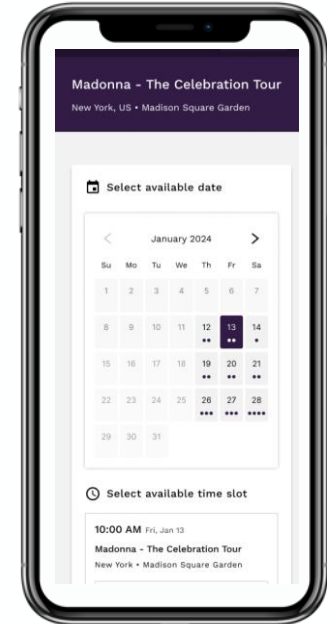 Madonna - The Celebration Tour
New York, US • Madison Square Garden
Select available date
January 2024
Su Mo Tu We Th Fr Sa
1 2 3 4 5 6 7
8 9 10 11 12 13 14
15 16 17 18 19 20 21
22 23 24 25 26 27 28
29 30 31
Select available time slot
10:00 AM Fri, Jan 13
Madonna - The Celebration Tour
New York • Madison Square Garden